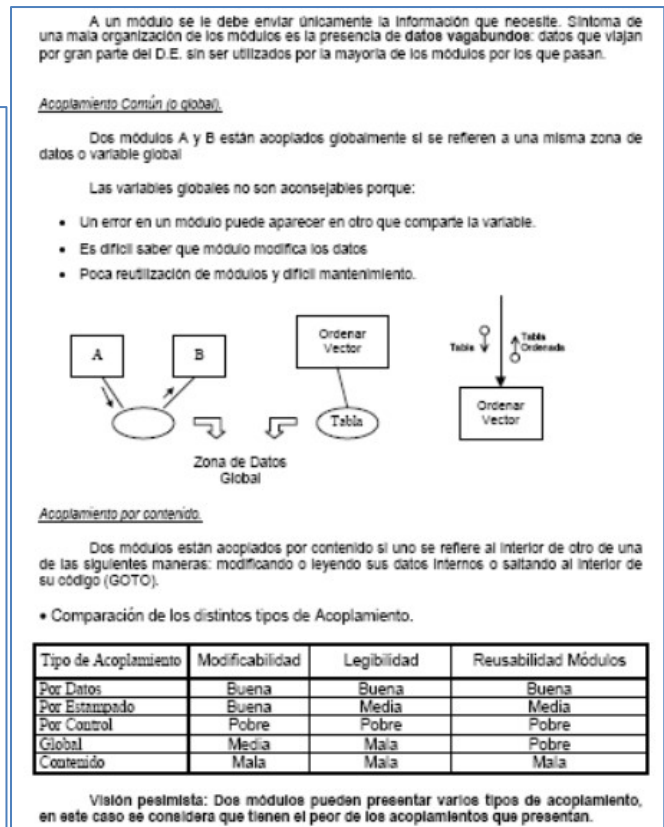 A un módulo se le debe enviar únicamente la información que necesite. Síntoma de
una mala organización de los módulos es la presencia de datos vagabundos: datos que viajan
por gran parte del D.E. sin ser utilizados por la mayoría de los módulos por los que pasan.
Acoplamiento Común (o global).
Dos módulos A y B están acoplados globalmente si se refieren a una misma zona de
datos o variable global
Las variables globales no son aconsejables porque:
• Un error en un módulo puede aparecer en otro que comparte la variable.
• Es difícil saber que módulo modifica los datos
• Poca reutilización de módulos y difícil mantenimiento.
A
B
Ordenar
Vector
Tabla
Zona de Datos
Global
Tabla
Tabla
Ordenada
Ordenar
Vector
Acoplamiento por contenido.
Dos módulos están acoplados por contenido si uno se refiere al interior de otro de una
de las siguientes maneras: modificando o leyendo sus datos internos o saltando al interior de
su código (GOTO).
• Comparación de los distintos tipos de Acoplamiento.
Tipo de Acoplamiento Modificabilidad Legibilidad Reusabilidad Módulos
Por Datos Buena Buena Buena
Por Estampado Buena Media Media
Por Control Pobre Pobre Pobre
Global Media Mala Pobre
Contenido Mala Mala Mala
Visión pesimista: Dos módulos pueden presentar varios tipos de acoplamiento,
en este caso se considera que tienen el peor de los acoplamientos que presentan.